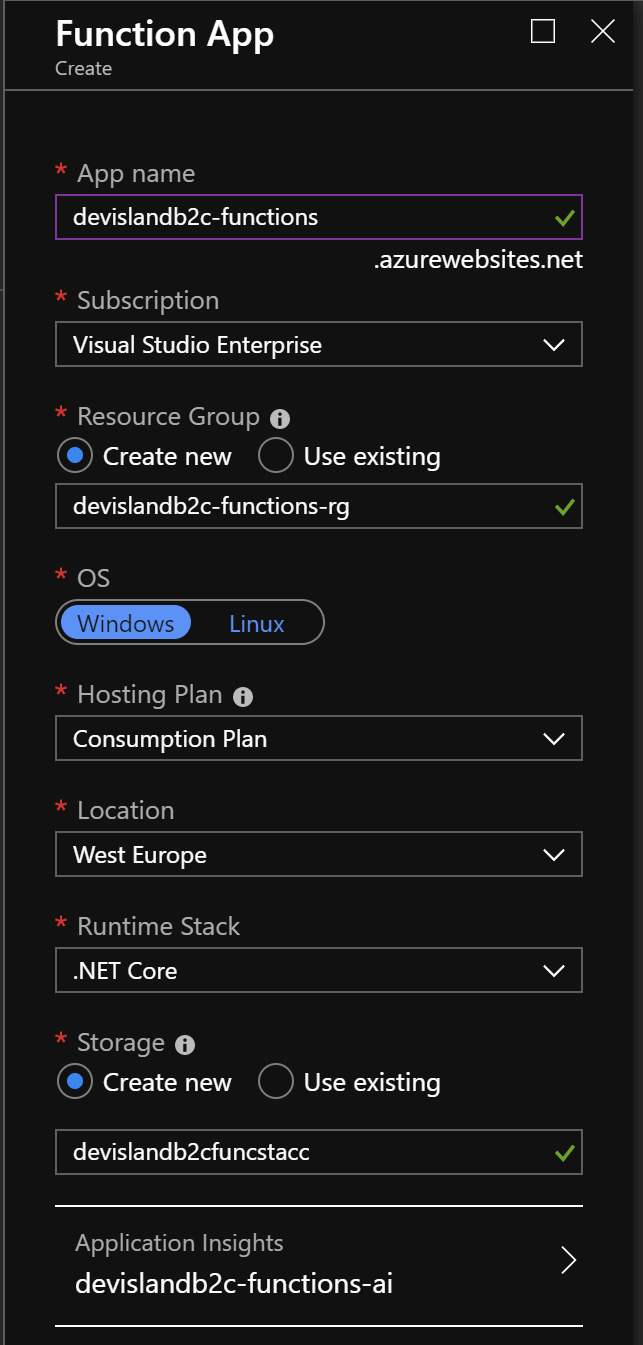 Function App
Create
* App name
devislandb2c-functions
.azurewebsites.net
* Subscription
Visual Studio Enterprise
* Resource Group
Create new Use existing
devislandb2c-functions-rg
* OS
Windows Linux
* Hosting Plan
Consumption Plan
* Location
West Europe
* Runtime Stack
.NET Core
* Storage
Create new Use existing
devislandb2cfuncstacc
Application Insights
devislandb2c-functions-ai